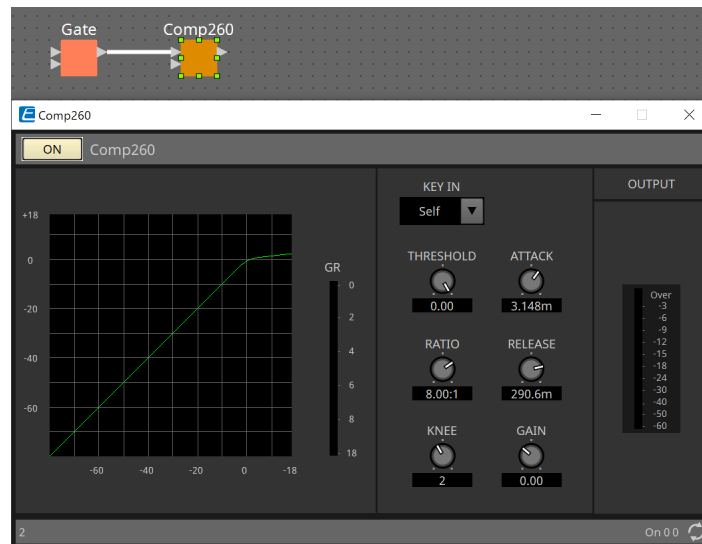 Gate Comp260
Comp260
ON Comp260
KEY IN
Self
OUTPUT
+18
0
-20
-40
-60
-60 -40 -20 0 -18
GR
0
2
4
6
8
18
THRESHOLD ATTACK
0.00 3.148m
RATIO RELEASE
8.00:1 290.6m
KNEE GAIN
2 0.00
Over
-3
-6
-9
-12
-15
-18
-24
-30
-40
-50
-60
2 On 0 0